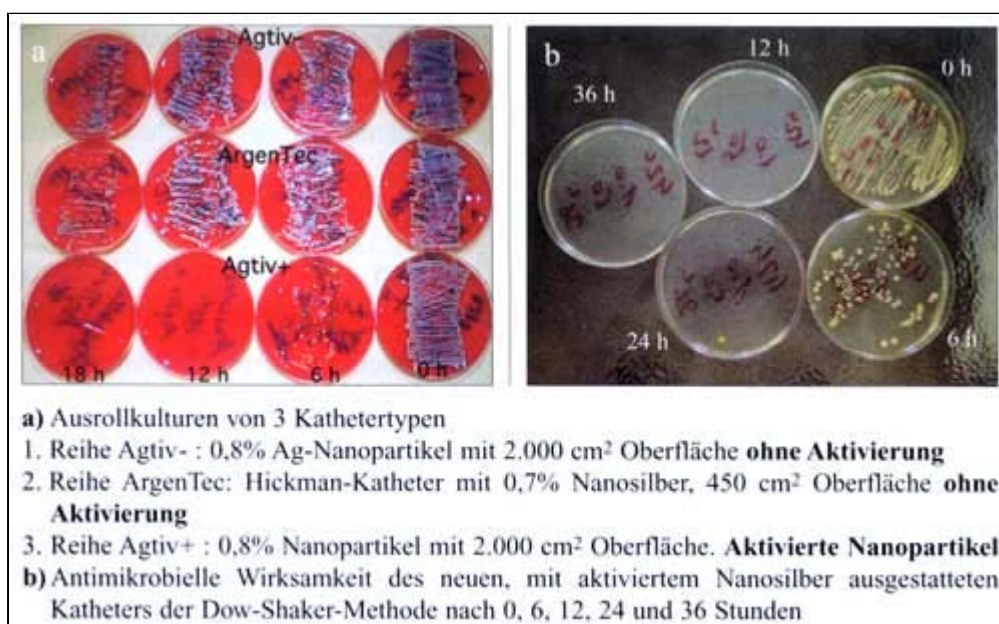 a
Agtiv-
ArgenTec
Agtiv+
18 h
12 h
6 h
0 h
b
12 h
0 h
36 h
24 h
6 h
a) Ausrollkulturen von 3 Kathetertypen
1. Reihe Agtiv- : 0,8% Ag-Nanopartikel mit 2.000 cm² Oberfläche ohne Aktivierung
2. Reihe ArgenTec: Hickman-Katheter mit 0,7% Nanosilber, 450 cm² Oberfläche ohne
Aktivierung
3. Reihe Agtiv+ : 0,8% Nanopartikel mit 2.000 cm² Oberfläche. Aktivierte Nanopartikel
b) Antimikrobielle Wirksamkeit des neuen, mit aktiviertem Nanosilber ausgestatteten
Katheters der Dow-Shaker-Methode nach 0, 6, 12, 24 und 36 Stunden